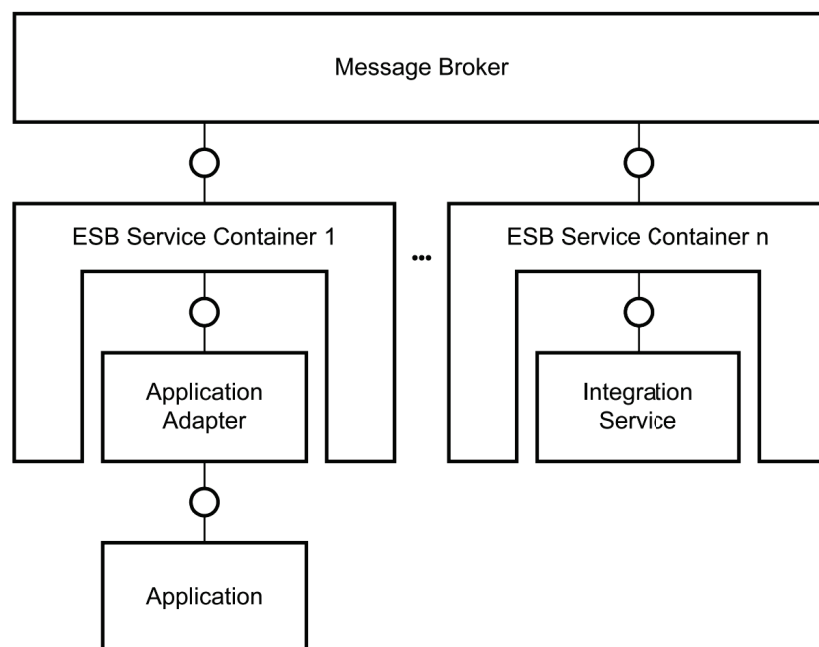 Message Broker
ESB Service Container 1
...
ESB Service Container n
Application
Adapter
Integration
Service
Application